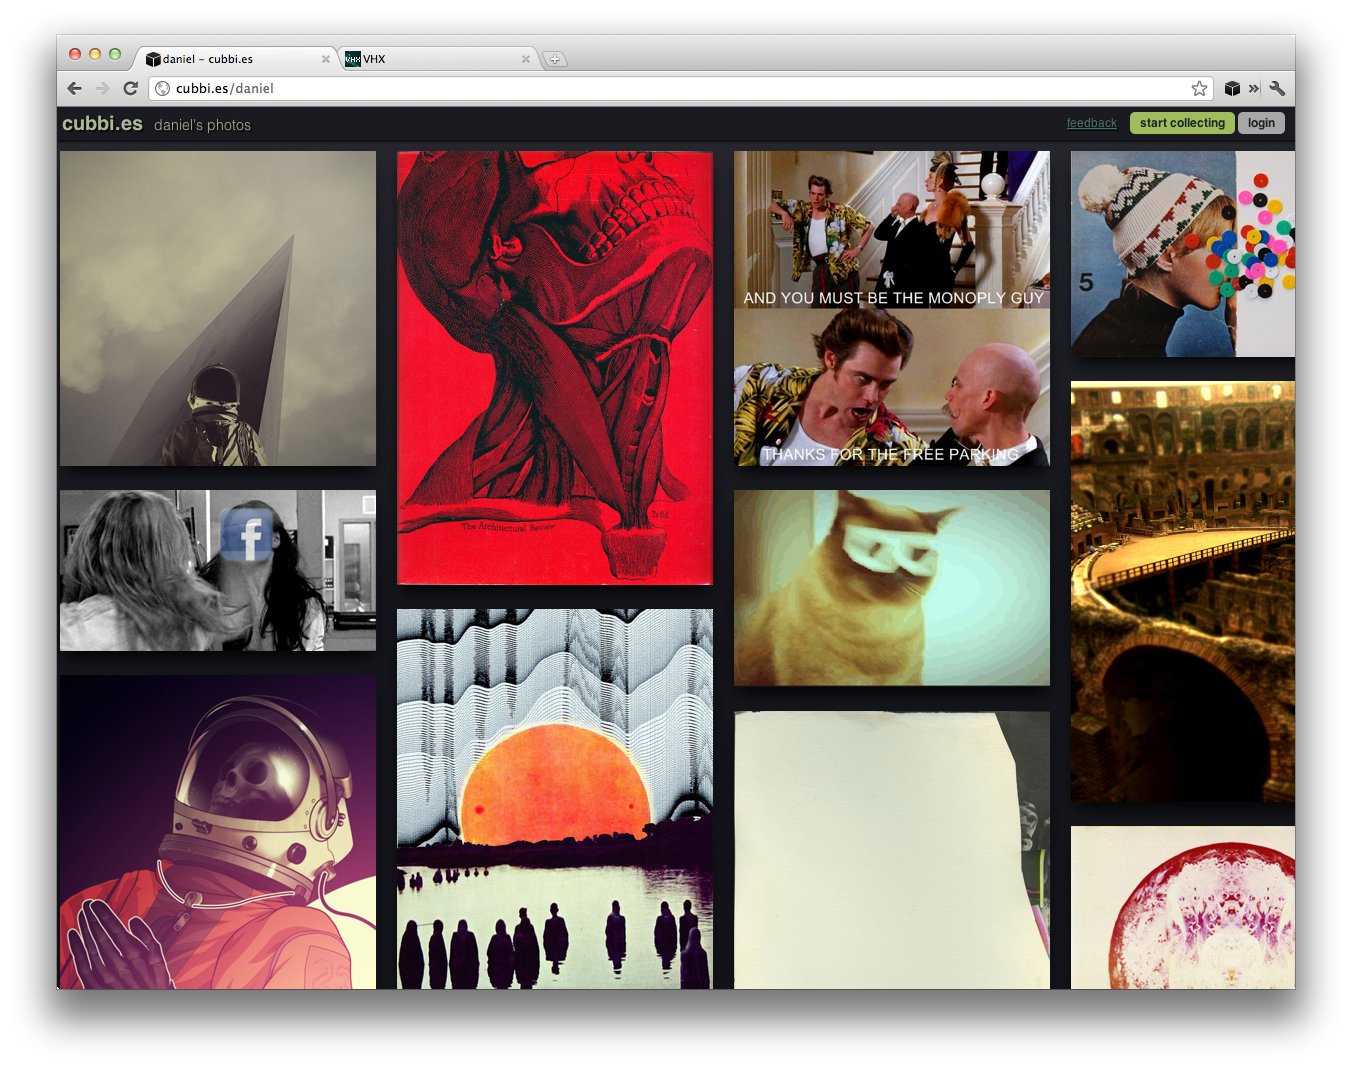 daniel – cubbi.es
VHX VHX
cubbi.es/daniel
cubbi.es daniel's photos
feedback start collecting login
AND YOU MUST BE THE MONOPLY GUY
THANKS FOR THE FREE PARKING
5
f
The Architectural Review